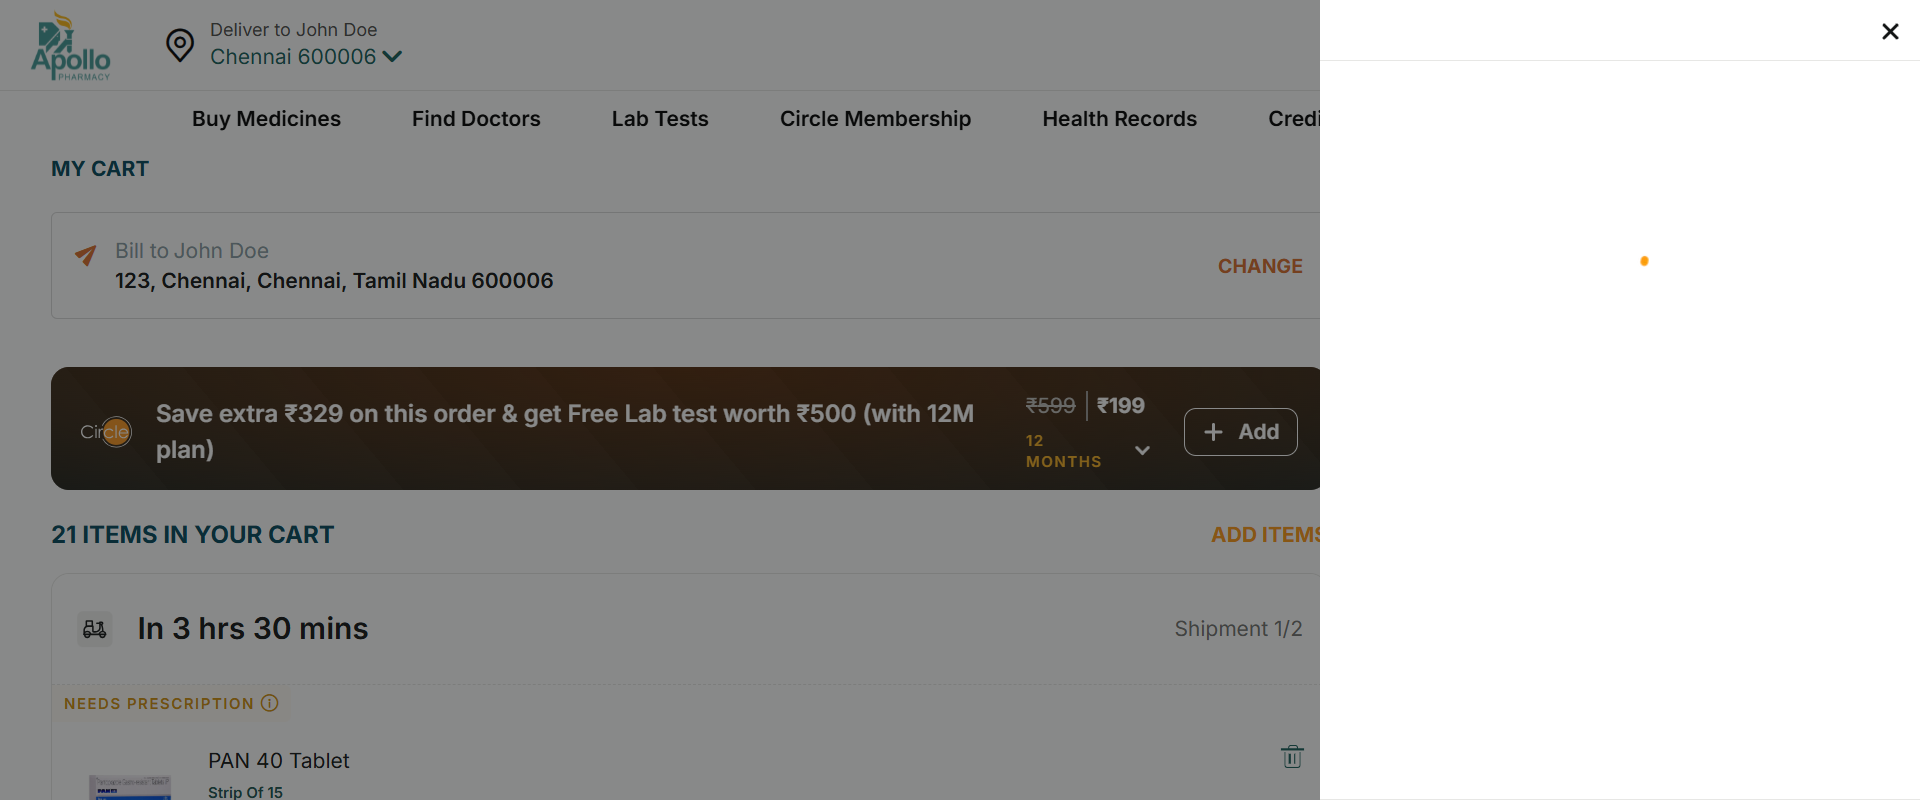 Apollo
PHARMACY
Deliver to John Doe
Chennai 600006
Buy Medicines
Find Doctors
Lab Tests
Circle Membership
Health Records
Credi
MY CART
Bill to John Doe
123, Chennai, Chennai, Tamil Nadu 600006
CHANGE
Circle
Save extra ₹329 on this order & get Free Lab test worth ₹500 (with 12M
plan)
₹599 | ₹199
12
MONTHS
+ Add
21 ITEMS IN YOUR CART
ADD ITEMS
In 3 hrs 30 mins
Shipment 1/2
NEEDS PRESCRIPTION
PAN 40 Tablet
Strip Of 15